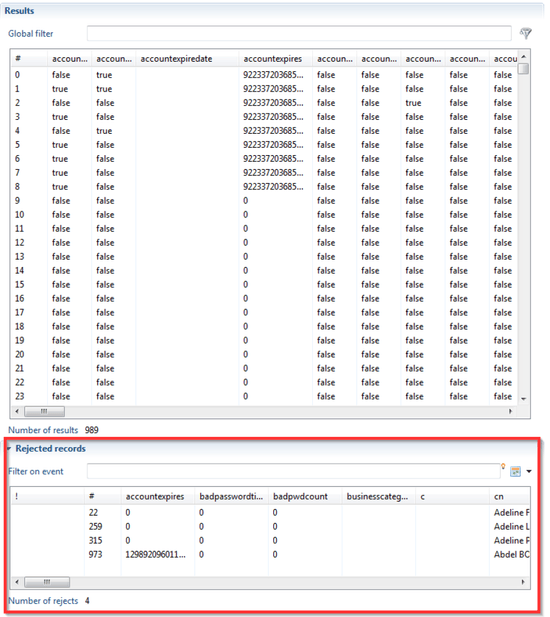 Results
Global filter
# accoun... accoun... accountexpiredate accountexpires accoun... accoun... accoun... accoun... accou
0 false true 922337203685... false false false false false
1 true true 922337203685... false false false false false
2 false false 922337203685... false false true false false
3 true false 922337203685... false false false false false
4 false true 922337203685... false false false false false
5 true false 922337203685... false false false false false
6 true false 922337203685... false false false false false
7 true false 922337203685... false false false false false
8 true false 922337203685... false false false false false
9 false false 0 false false false false false
10 false false 0 false false false false false
11 false false 0 false false false false false
12 false false 0 false false false false false
13 false false 0 false false false false false
14 false false 0 false false false false false
15 false false 0 false false false false false
16 false false 0 false false false false false
17 false false 0 false false false false false
18 false false 0 false false false false false
19 false false 0 false false false false false
20 false false 0 false false false false false
21 false false 0 false false false false false
22 false false 0 false false false false false
23 false false 0 false false false false false
Number of results 989
Rejected records
Filter on event
! # accountexpires badpasswordti... badpwdcount businesscateg... c cn
22 0 0 0 Adeline F
259 0 0 0 Adeline L
315 0 0 0 Adeline P
973 129892096011... 0 0 Abdel BO
Number of rejects 4